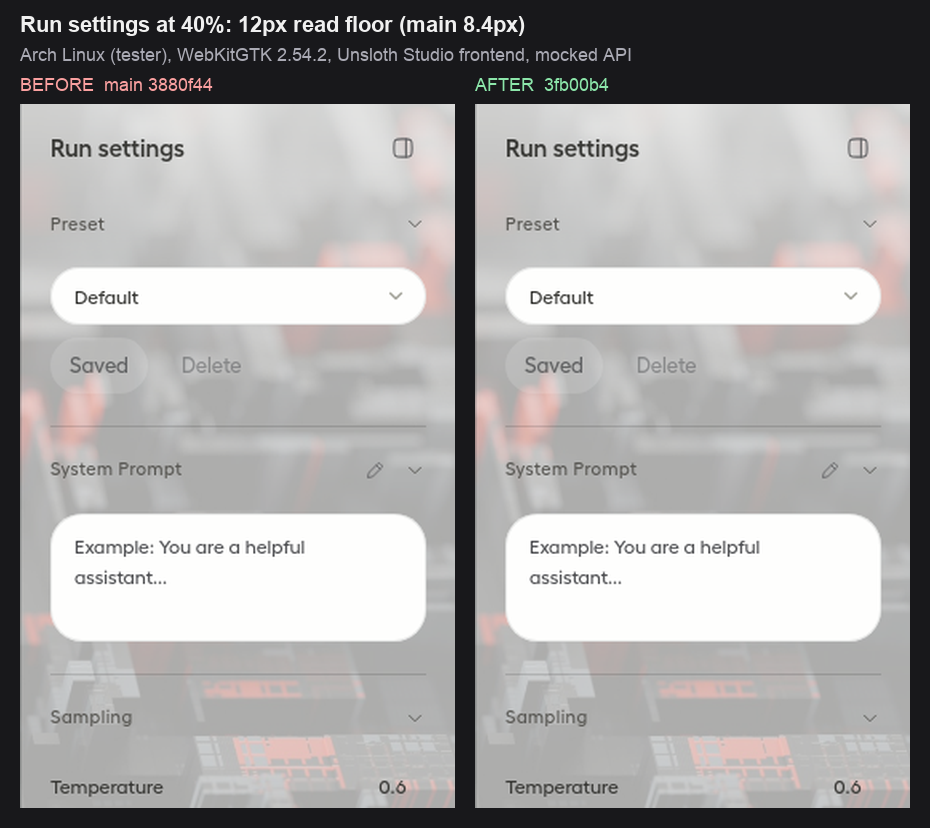 Run settings at 40%: 12px read floor (main 8.4px)
Arch Linux (tester), WebKitGTK 2.54.2, Unsloth Studio frontend, mocked API
BEFORE main 3880f44
Run settings
Preset
Default
Saved Delete
System Prompt
Example: You are a helpful
assistant...
Sampling
Temperature 0.6
AFTER 3fb00b4
Run settings
Preset
Default
Saved Delete
System Prompt
Example: You are a helpful
assistant...
Sampling
Temperature 0.6